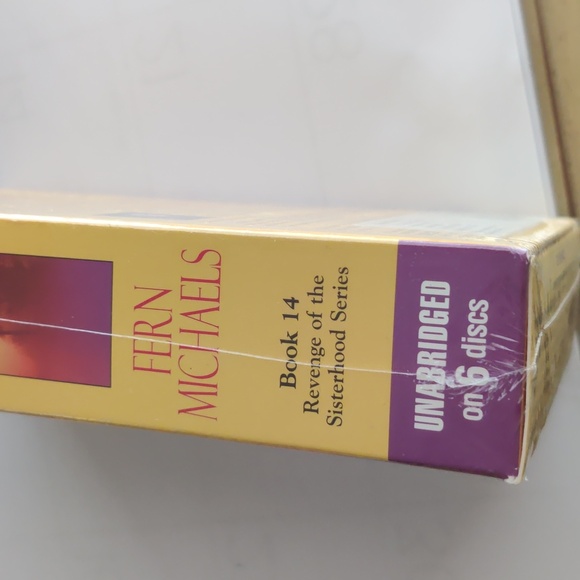 FERN
MICHAELS
Book 14
Revenge of the
Sisterhood Series
UNABRIDGED
on 6 discs